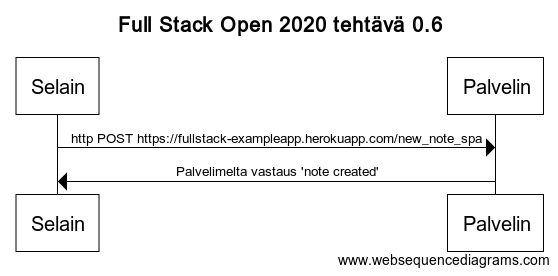 Full Stack Open 2020 tehtävä 0.6
Selain Palvelin
http POST https://fullstack-exampleapp.herokuapp.com/new_note_spa
Palvelimelta vastaus 'note created'
Selain Palvelin
www.websequencediagrams.com